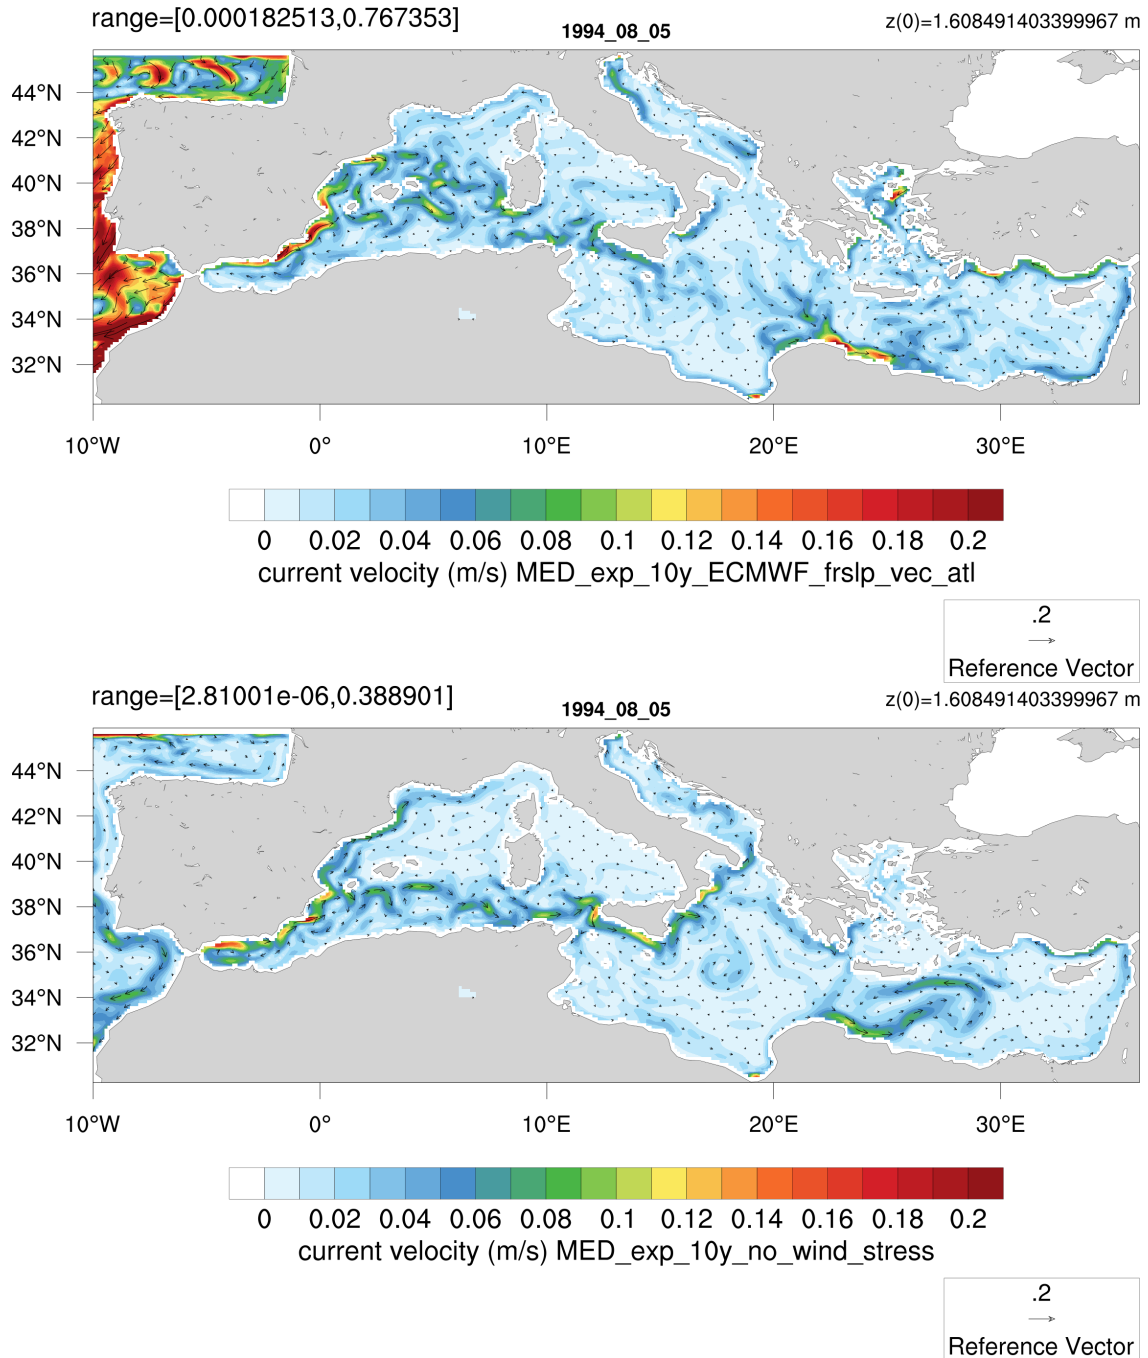 range=[0.000182513,0.767353]
1994_08_05
z(0)=1.608491403399967 m
44°N
42°N
40°N
38°N
36°N
34°N
32°N
10°W 0° 10°E 20°E 30°E
0 0.02 0.04 0.06 0.08 0.1 0.12 0.14 0.16 0.18 0.2
current velocity (m/s) MED_exp_10y_ECMWF_frslp_vec_atl
.2
Reference Vector
range=[2.81001e-06,0.388901]
1994_08_05
z(0)=1.608491403399967 m
44°N
42°N
40°N
38°N
36°N
34°N
32°N
10°W 0° 10°E 20°E 30°E
0 0.02 0.04 0.06 0.08 0.1 0.12 0.14 0.16 0.18 0.2
current velocity (m/s) MED_exp_10y_no_wind_stress
.2
Reference Vector